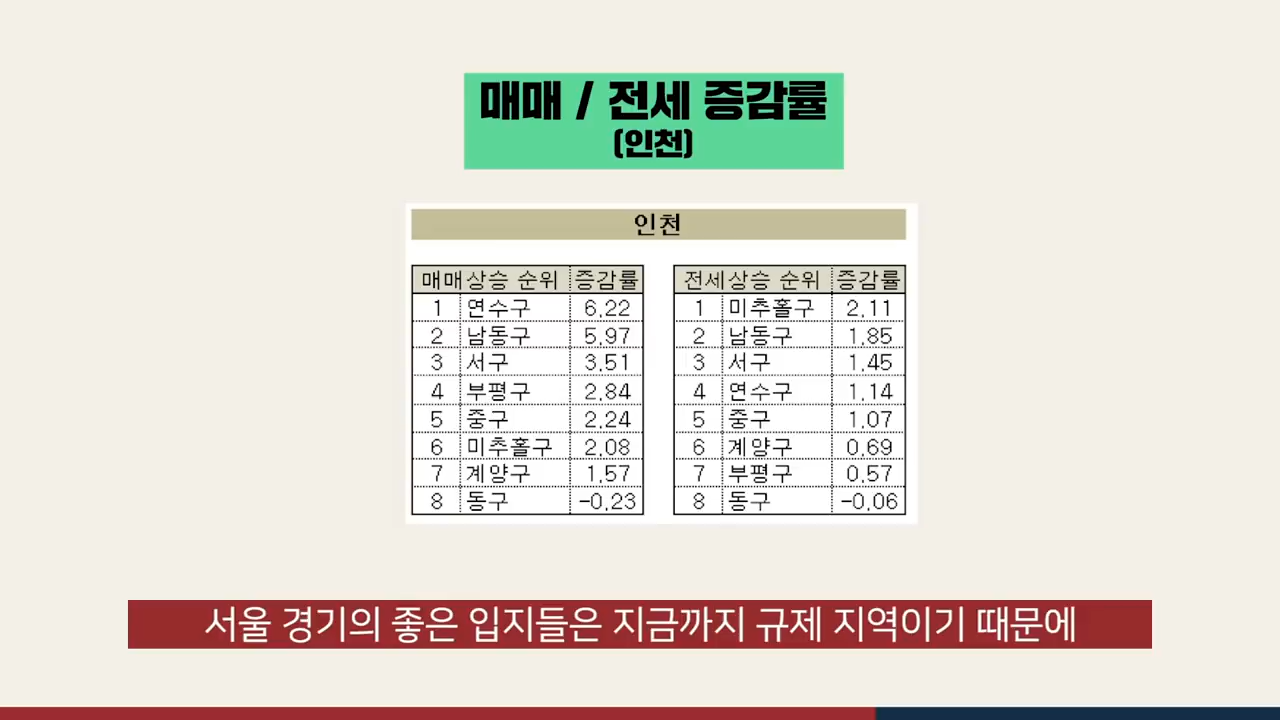 매매 / 전세 증감률
(인천)
인천
매매상승 순위 증감률
1 연수구 6.22
2 남동구 5.97
3 서구 3.51
4 부평구 2.84
5 중구 2.24
6 미추홀구 2.08
7 계양구 1.57
8 동구 -0.23
전세상승 순위 증감률
1 미추홀구 2.11
2 남동구 1.85
3 서구 1.45
4 연수구 1.14
5 중구 1.07
6 계양구 0.69
7 부평구 0.57
8 동구 -0.06
서울 경기의 좋은 입지들은 지금까지 규제 지역이기 때문에